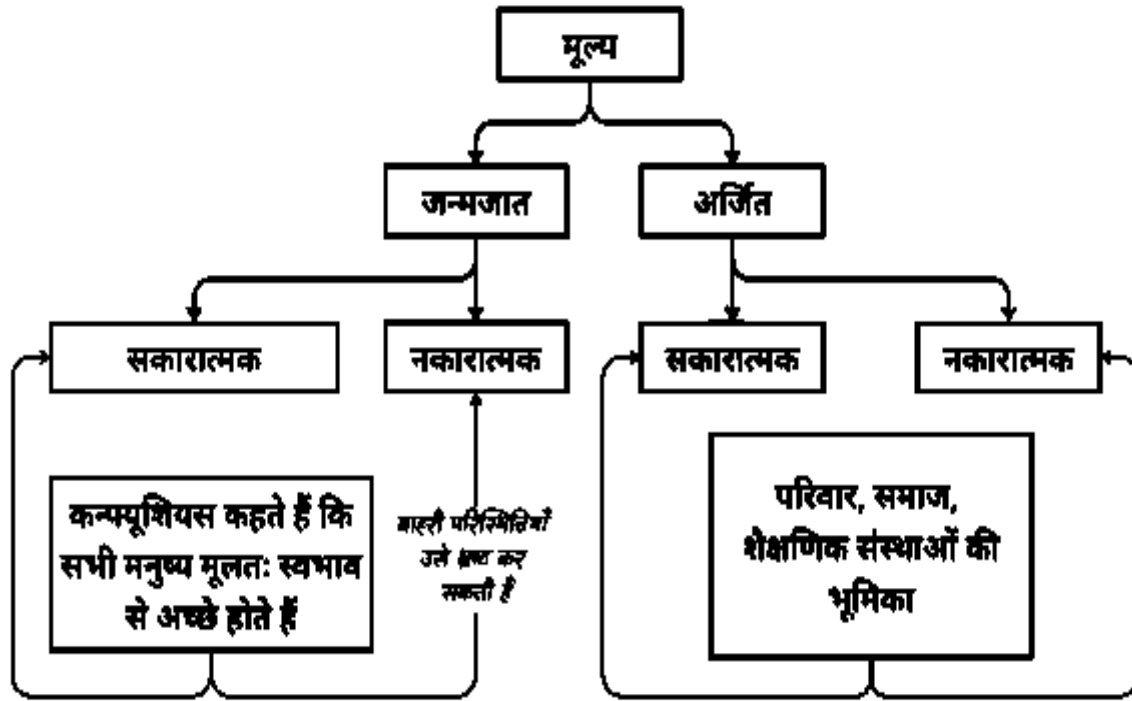 मूल्य
जन्मजात
अर्जित
सकारात्मक
नकारात्मक
सकारात्मक
नकारात्मक
कन्फ्यूशियस कहते हैं कि
सभी मनुष्य मूलतः स्वभाव
से अच्छे होते हैं
बाहरी परिस्थितियाँ
उसे भ्रष्ट कर
सकती हैं
परिवार, समाज,
शैक्षणिक संस्थाओं की
भूमिका